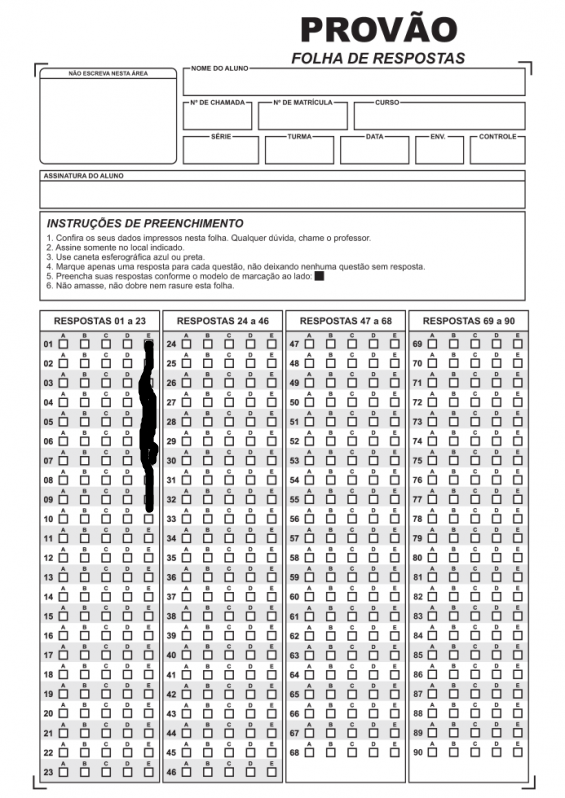 PROVÃO
FOLHA DE RESPOSTAS
NÃO ESCREVA NESTA ÁREA
NOME DO ALUNO
Nº DE CHAMADA Nº DE MATRÍCULA CURSO
SÉRIE TURMA DATA ENV. CONTROLE
ASSINATURA DO ALUNO
INSTRUÇÕES DE PREENCHIMENTO
1. Confira os seus dados impressos nesta folha. Qualquer dúvida, chame o professor.
2. Assine somente no local indicado.
3. Use caneta esferográfica azul ou preta.
4. Marque apenas uma resposta para cada questão, não deixando nenhuma questão sem resposta.
5. Preencha suas respostas conforme o modelo de marcação ao lado:
6. Não amasse, não dobre nem rasure esta folha.
RESPOSTAS 01 a 23 RESPOSTAS 24 a 46 RESPOSTAS 47 a 68 RESPOSTAS 69 a 90
A B C D E A B C D E A B C D E A B C D E
01 24 47 69
A B C D A B C D E A B C D E A B C D E
02 25 48 70
A B C D A B C D E A B C D E A B C D E
03 26 49 71
A B C D A B C D E A B C D E A B C D E
04 27 50 72
A B C D A B C D E A B C D E A B C D E
05 28 51 73
A B C D A B C D E A B C D E A B C D E
06 29 52 74
A B C D A B C D E A B C D E A B C D E
07 30 53 75
A B C D A B C D E A B C D E A B C D E
08 31 54 76
A B C D A B C D E A B C D E A B C D E
09 32 55 77
A B C D A B C D E A B C D E A B C D E
10 33 56 78
A B C D E A B C D E A B C D E A B C D E
11 34 57 79
A B C D E A B C D E A B C D E A B C D E
12 35 58 80
A B C D E A B C D E A B C D E A B C D E
13 36 59 81
A B C D E A B C D E A B C D E A B C D E
14 37 60 82
A B C D E A B C D E A B C D E A B C D E
15 38 61 83
A B C D E A B C D E A B C D E A B C D E
16 39 62 84
A B C D E A B C D E A B C D E A B C D E
17 40 63 85
A B C D E A B C D E A B C D E A B C D E
18 41 64 86
A B C D E A B C D E A B C D E A B C D E
19 42 65 87
A B C D E A B C D E A B C D E A B C D E
20 43 66 88
A B C D E A B C D E A B C D E A B C D E
21 44 67 89
A B C D E A B C D E A B C D E A B C D E
22 45 68 90
A B C D E A B C D E
23 46